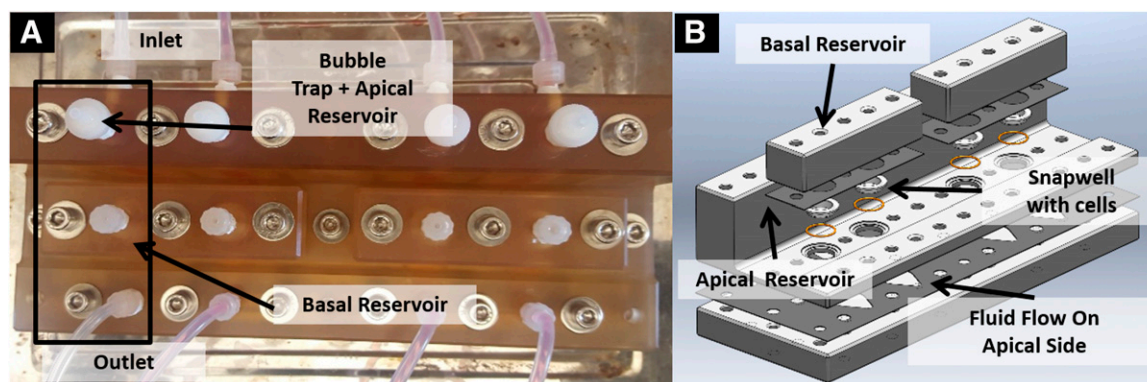 A
Inlet
Bubble
Trap + Apical
Reservoir
Basal Reservoir
Outlet
B
Basal Reservoir
Snapwell
with cells
Apical Reservoir
Fluid Flow On
Apical Side